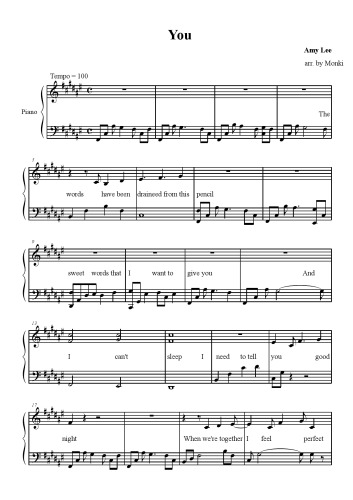 You
Amy Lee
arr. by Monki
Tempo = 100
Piano
The
words have been draineed from this pencil
9
sweet words that I want to give you And
13
I can't sleep I need to tell you good
17
night When we're together I feel perfect